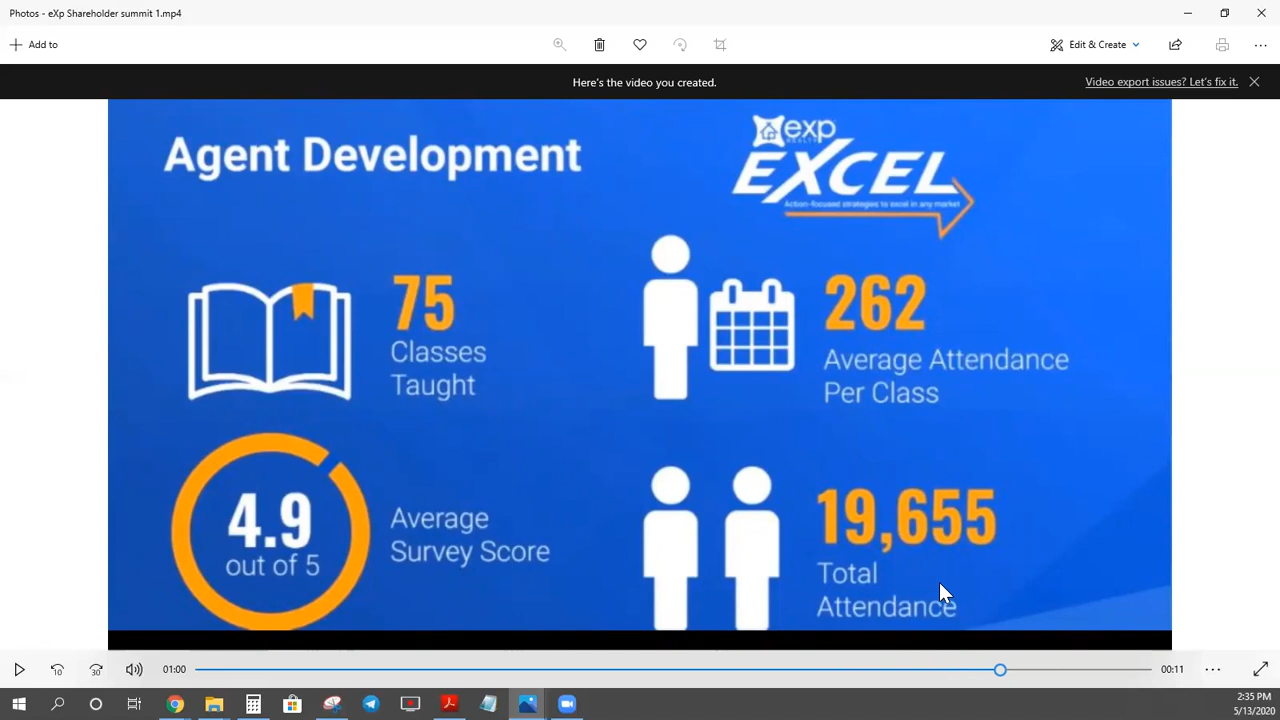 Photos - eXp Shareholder summit 1.mp4
Add to
Edit & Create
Here's the video you created.
Video export issues? Let's fix it.
Agent Development
exp
REALTY
EXCEL
Action-focused strategies to excel in any market
75
Classes
Taught
262
Average Attendance
Per Class
4.9
out of 5
Average
Survey Score
19,655
Total
Attendance
10
30
01:00
00:11
2:35 PM
5/13/2020